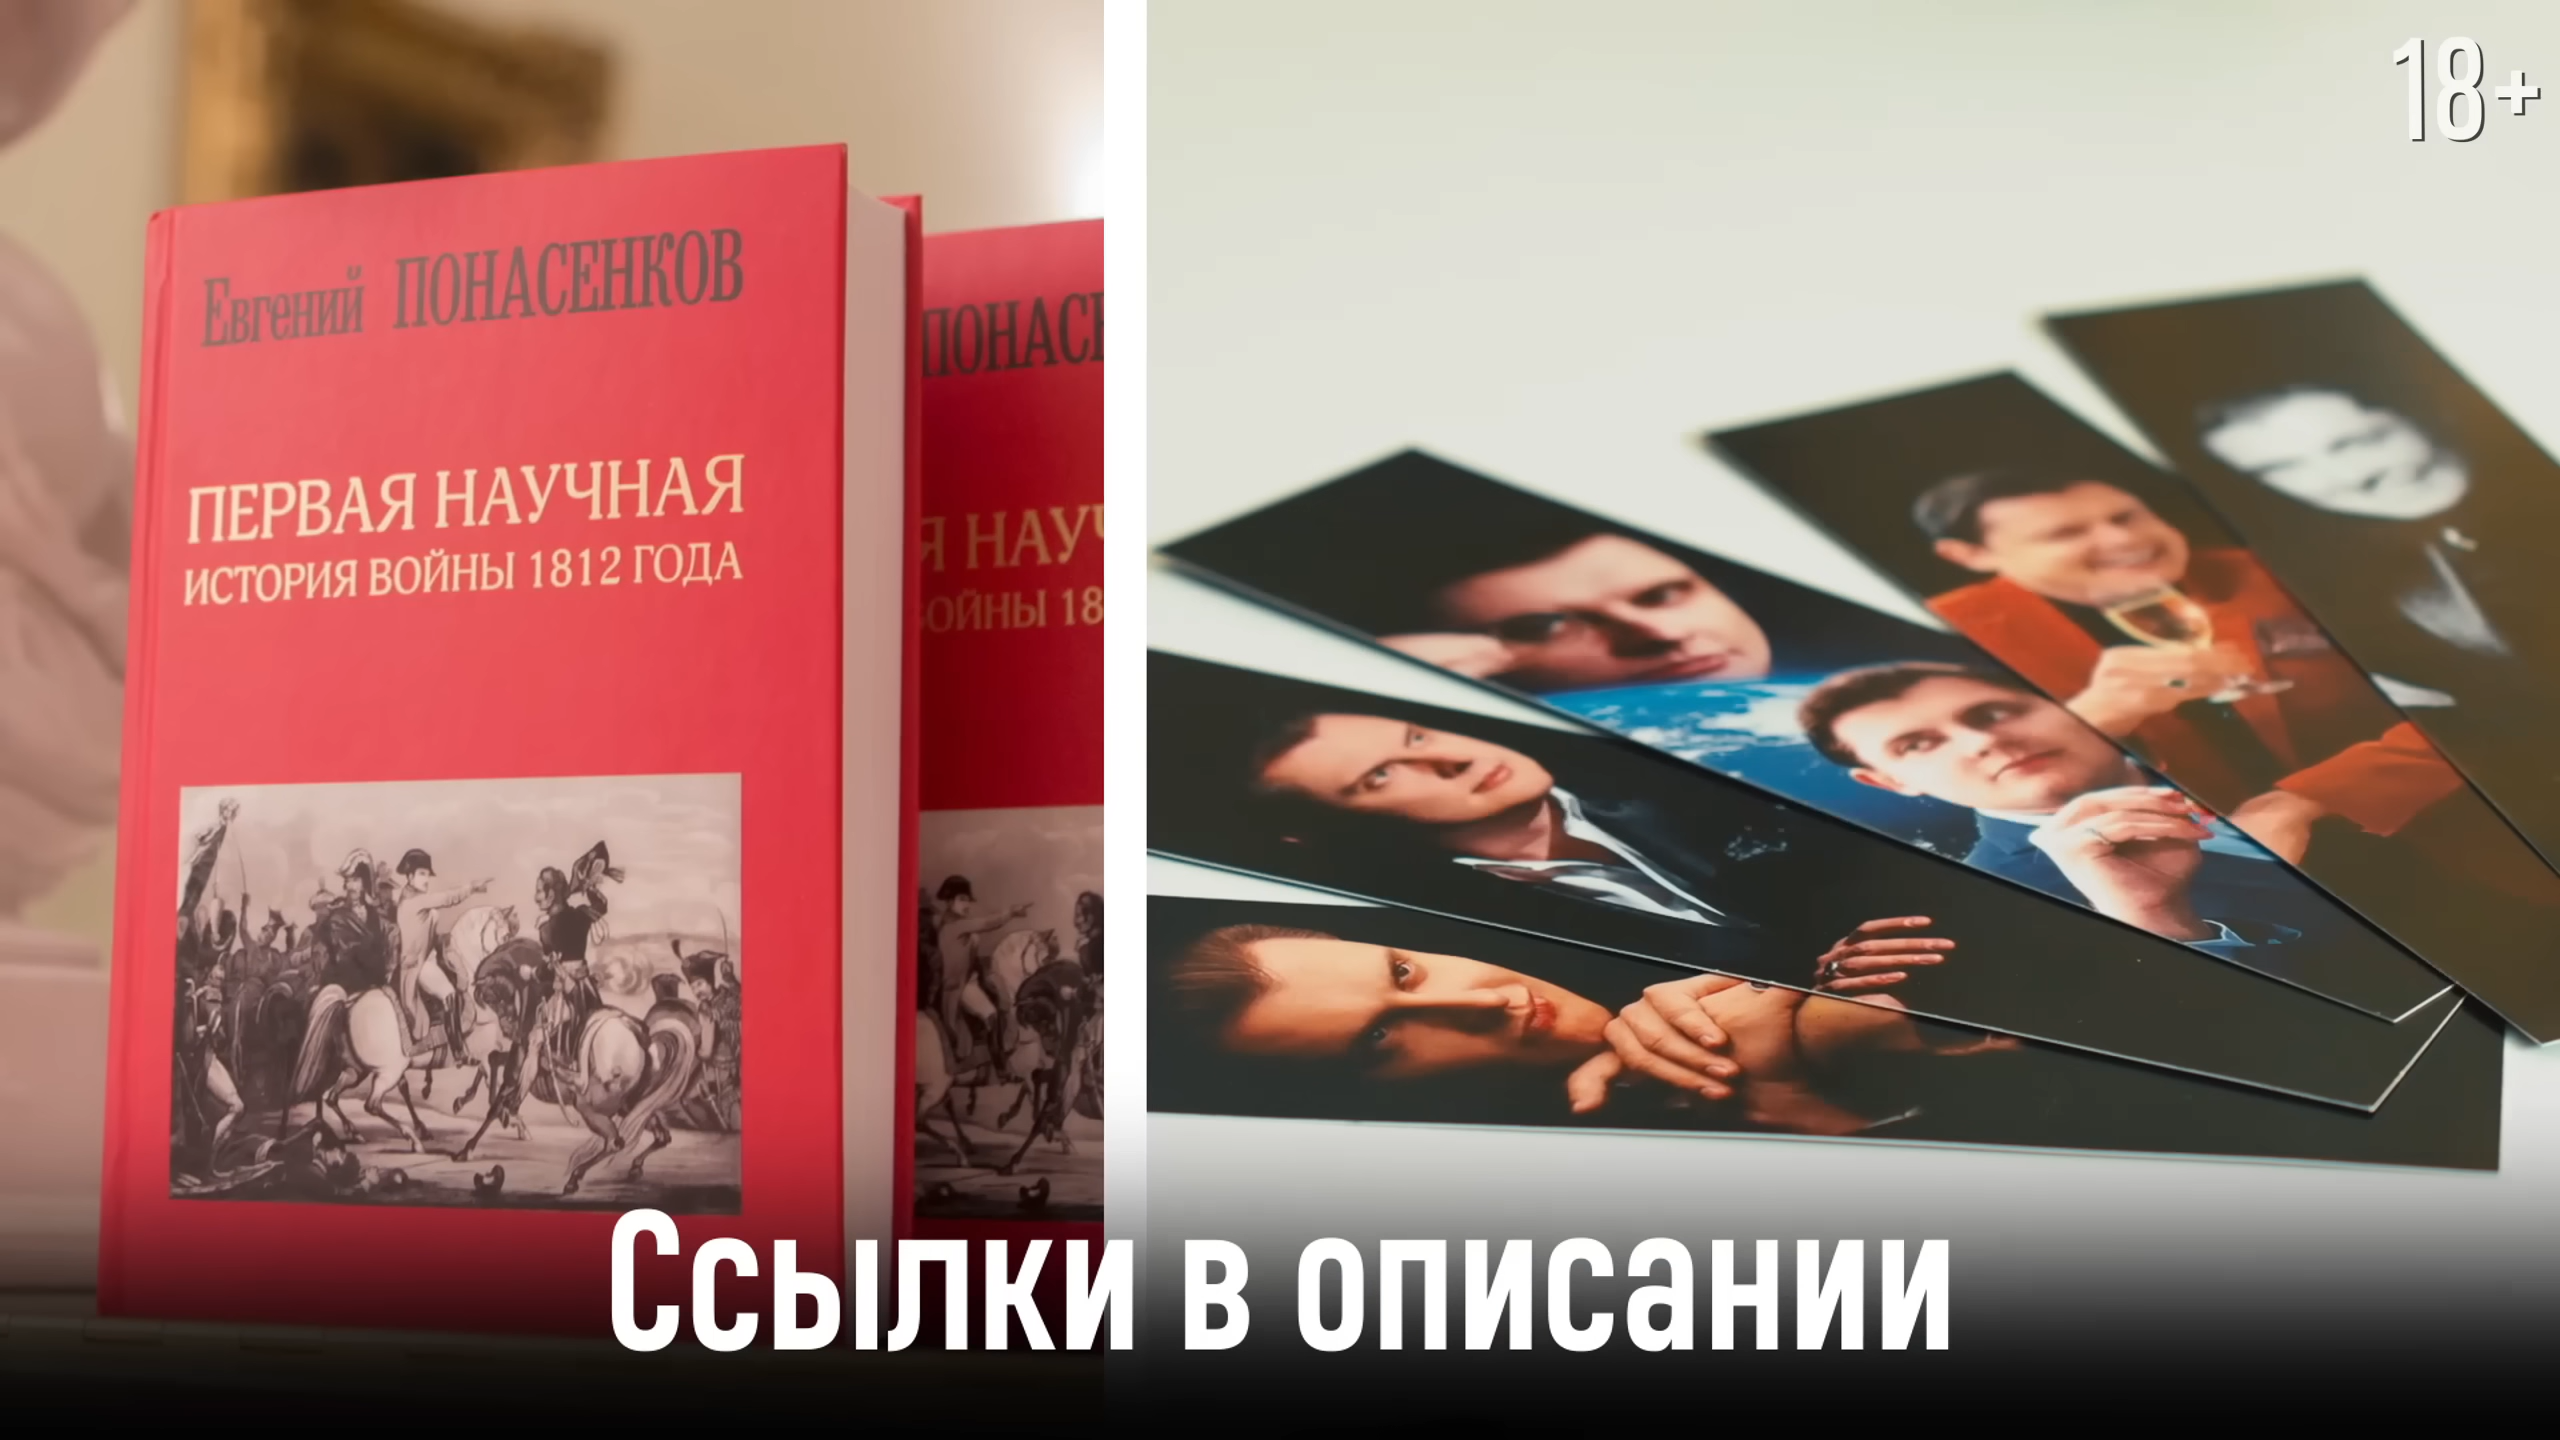 Евгений ПОНАСЕНКОВ
ПЕРВАЯ НАУЧНАЯ
ИСТОРИЯ ВОЙНЫ 1812 ГОДА
18+
Ссылки в описании